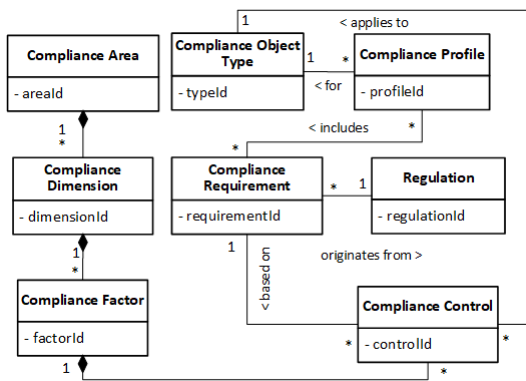 1
< applies to
Compliance Area
- areaId
Compliance Object
Type
- typeId
1
*
< for
Compliance Profile
- profileId
1
*
< includes
*
*
Compliance
Dimension
- dimensionId
Compliance
Requirement
- requirementId
*
1
Regulation
- regulationId
1
*
1
< based on
originates from >
Compliance Factor
- factorId
Compliance Control
- controlId
*
*
1
*